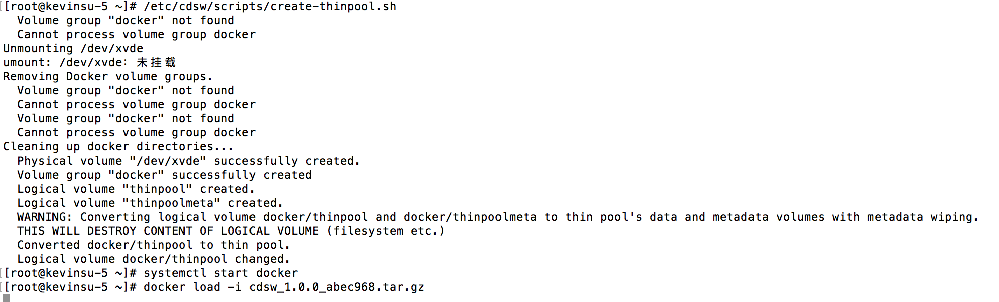 [root@kevinsu-5 ~]# /etc/cdsw/scripts/create-thinpool.sh
  Volume group "docker" not found
  Cannot process volume group docker
Unmounting /dev/xvde
umount: /dev/xvde: 未挂载
Removing Docker volume groups.
  Volume group "docker" not found
  Cannot process volume group docker
  Volume group "docker" not found
  Cannot process volume group docker
Cleaning up docker directories...
  Physical volume "/dev/xvde" successfully created.
  Volume group "docker" successfully created
  Logical volume "thinpool" created.
  Logical volume "thinpoolmeta" created.
  WARNING: Converting logical volume docker/thinpool and docker/thinpoolmeta to thin pool's data and metadata volumes with metadata wiping.
  THIS WILL DESTROY CONTENT OF LOGICAL VOLUME (filesystem etc.)
  Converted docker/thinpool to thin pool.
  Logical volume docker/thinpool changed.
[root@kevinsu-5 ~]# systemctl start docker
[root@kevinsu-5 ~]# docker load -i cdsw_1.0.0_abec968.tar.gz